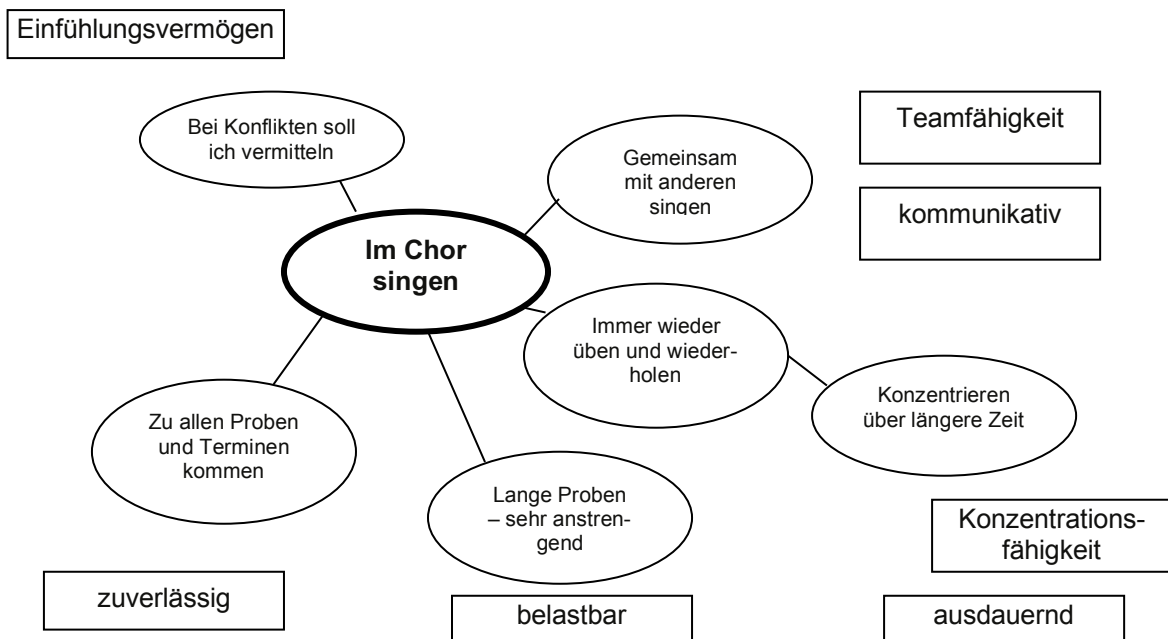 Einfühlungsvermögen
Bei Konflikten soll
ich vermitteln
Teamfähigkeit
Gemeinsam
mit anderen
singen
kommunikativ
Im Chor
singen
Immer wieder
üben und wieder-
holen
Konzentrieren
über längere Zeit
Zu allen Proben
und Terminen
kommen
Lange Proben
– sehr anstren-
gend
Konzentrations-
fähigkeit
zuverlässig
belastbar
ausdauernd